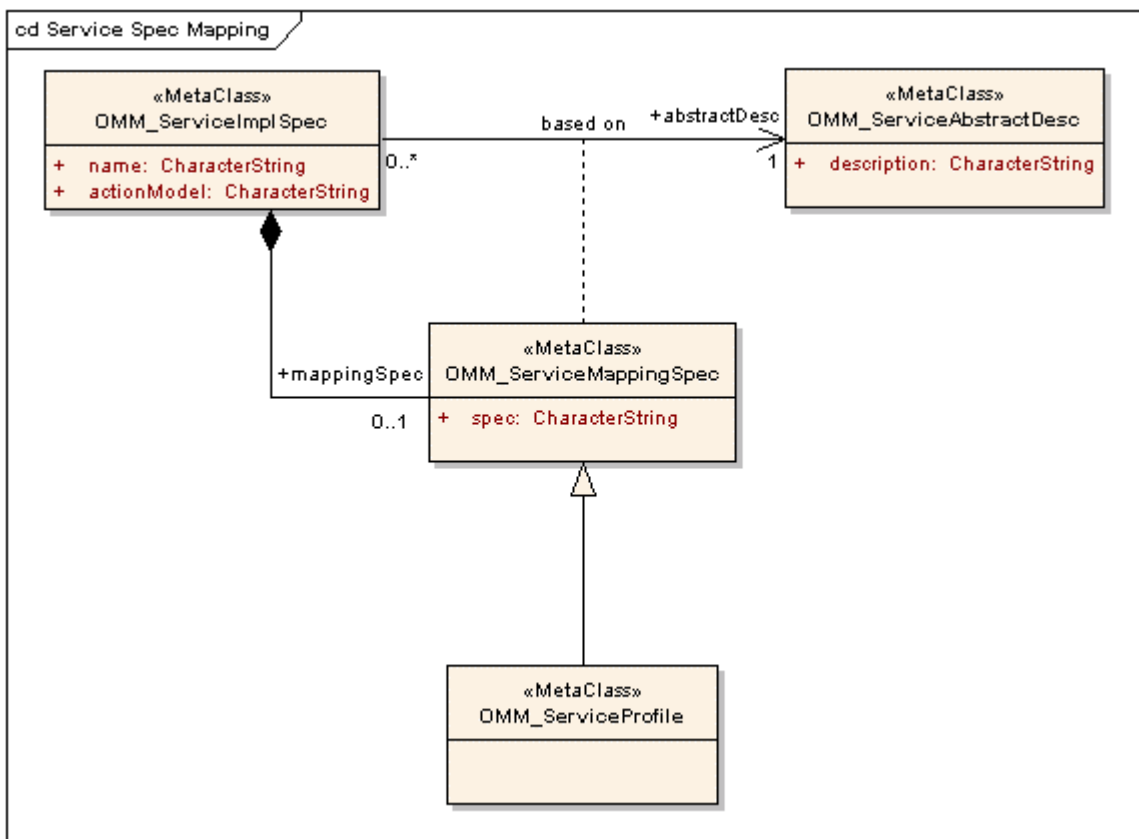 cd Service Spec Mapping
«MetaClass»
OMM_ServiceImplSpec
+ name: CharacterString
+ actionModel: CharacterString
0..*
based on
+abstractDesc
1
«MetaClass»
OMM_ServiceAbstractDesc
+ description: CharacterString
+mappingSpec
0..1
«MetaClass»
OMM_ServiceMappingSpec
+ spec: CharacterString
«MetaClass»
OMM_ServiceProfile